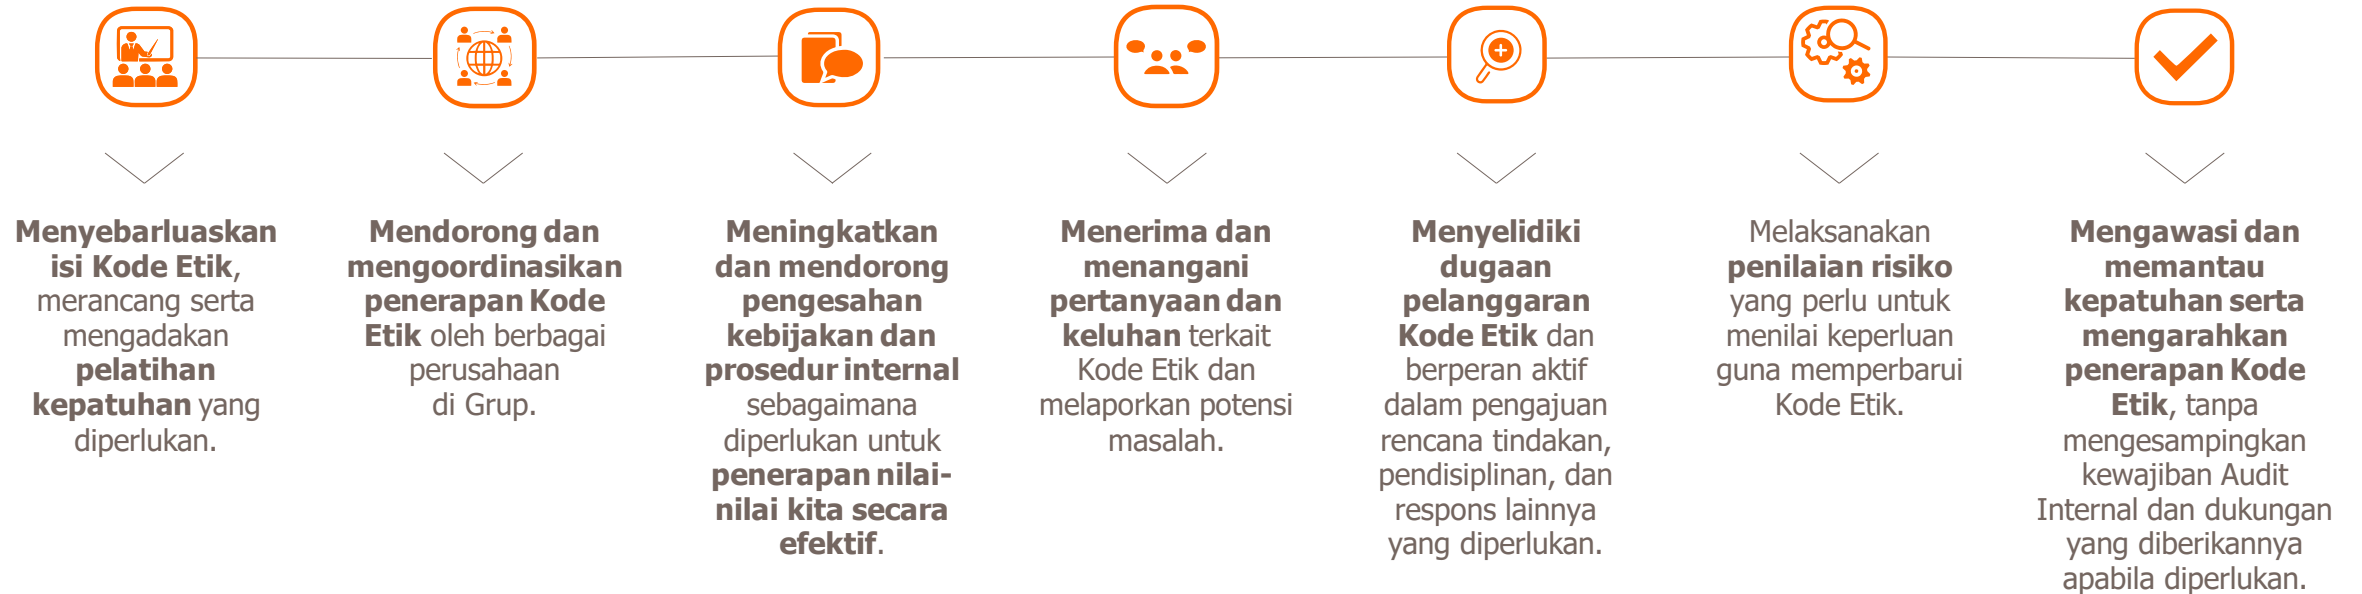 Menyebarluaskan
isi Kode Etik,
merancang serta
mengadakan
pelatihan
kepatuhan yang
diperlukan.
Mendorong dan
mengoordinasikan
penerapan Kode
Etik oleh berbagai
perusahaan
di Grup.
Meningkatkan
dan mendorong
pengesahan
kebijakan dan
prosedur internal
sebagaimana
diperlukan untuk
penerapan nilai-
nilai kita secara
efektif.
Menerima dan
menangani
pertanyaan dan
keluhan terkait
Kode Etik dan
melaporkan potensi
masalah.
Menyelidiki
dugaan
pelanggaran
Kode Etik dan
berperan aktif
dalam pengajuan
rencana tindakan,
pendisiplinan, dan
respons lainnya
yang diperlukan.
Melaksanakan
penilaian risiko
yang perlu untuk
menilai keperluan
guna memperbarui
Kode Etik.
Mengawasi dan
memantau
kepatuhan serta
mengarahkan
penerapan Kode
Etik, tanpa
mengesampingkan
kewajiban Audit
Internal dan dukungan
yang diberikannya
apabila diperlukan.